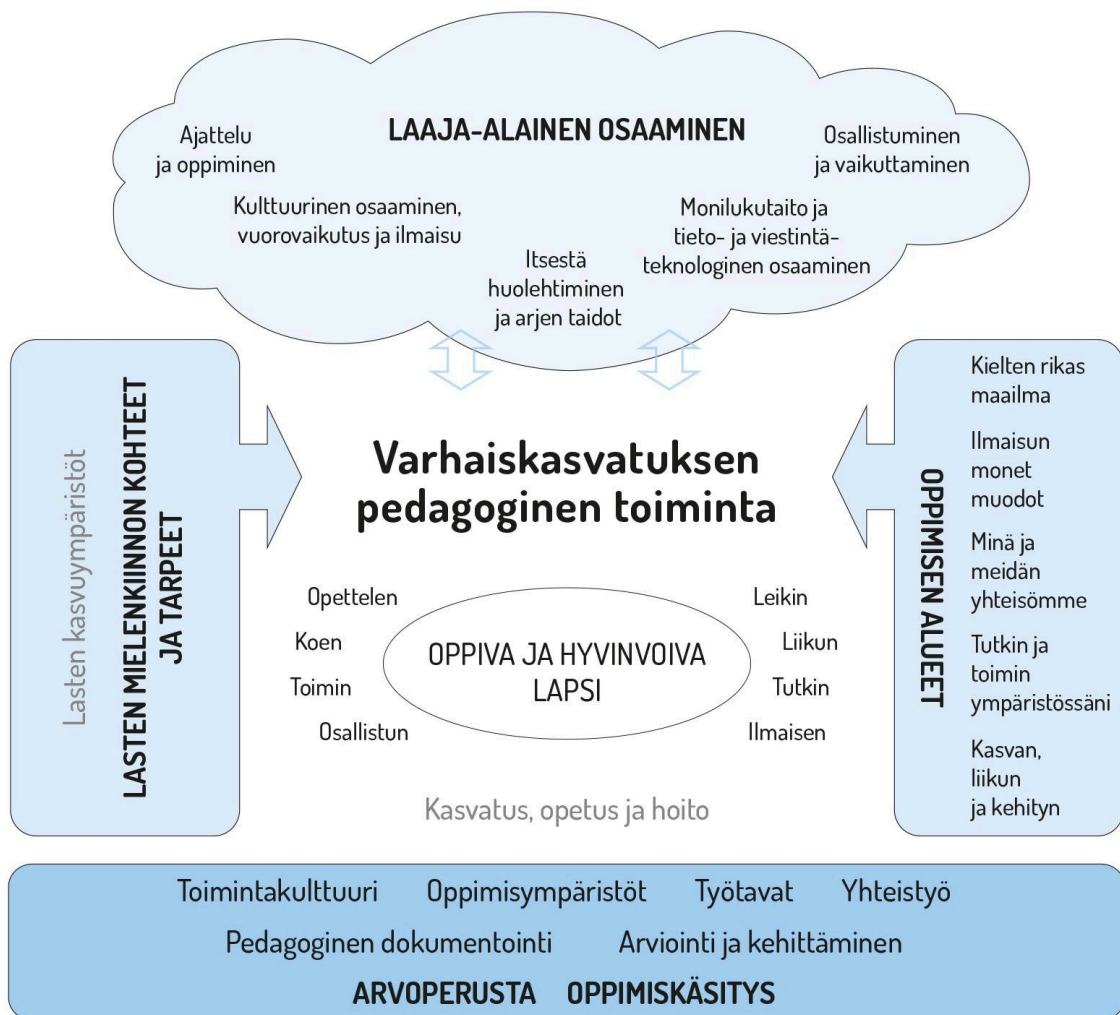 LAAJA-ALAINEN OSAAMINEN
Ajattelu
ja oppiminen
Kulttuurinen osaaminen,
vuorovaikutus ja ilmaisu
Itsestä
huolehtiminen
ja arjen taidot
Monilukutaito ja
tieto- ja viestintä-
teknologinen osaaminen
Osallistuminen
ja vaikuttaminen
Lasten kasvuympäristöt
LASTEN MIELENKIINNON KOHTEET
JA TARPEET
Varhaiskasvatuksen
pedagoginen toiminta
Opettelen
Koen
Toimin
Osallistun
OPPIVA JA HYVINVOIVA
LAPSI
Leikin
Liikun
Tutkin
Ilmaisen
Kasvatus, opetus ja hoito
OPPIMISEN ALUEET
Kielten rikas
maailma
Ilmaisun
monet
muodot
Minä ja
meidän
yhteisömme
Tutkin ja
toimin
ympäristössäni
Kasvan,
liikun
ja kehityn
Toimintakulttuuri Oppimisympäristöt Työtavat Yhteistyö
Pedagoginen dokumentointi Arviointi ja kehittäminen
ARVOPERUSTA OPPIMISKÄSITYS